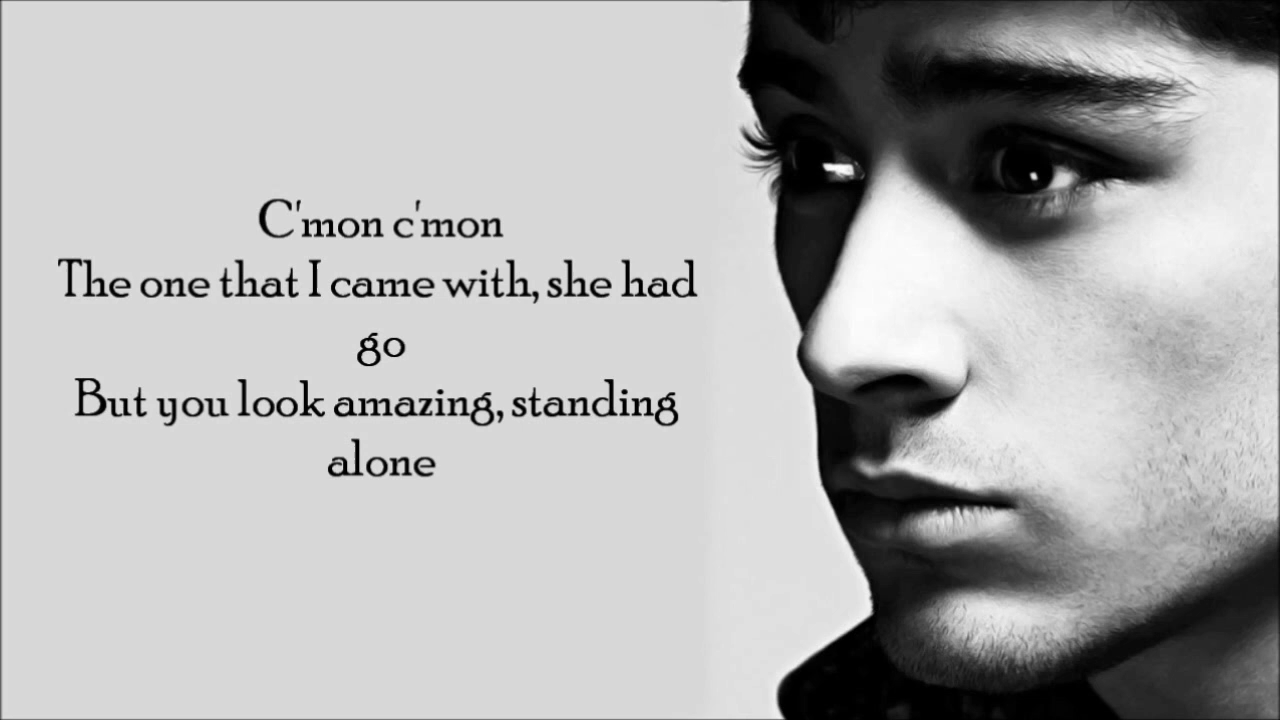 C'mon c'mon
The one that I came with, she had
go
But you look amazing, standing
alone